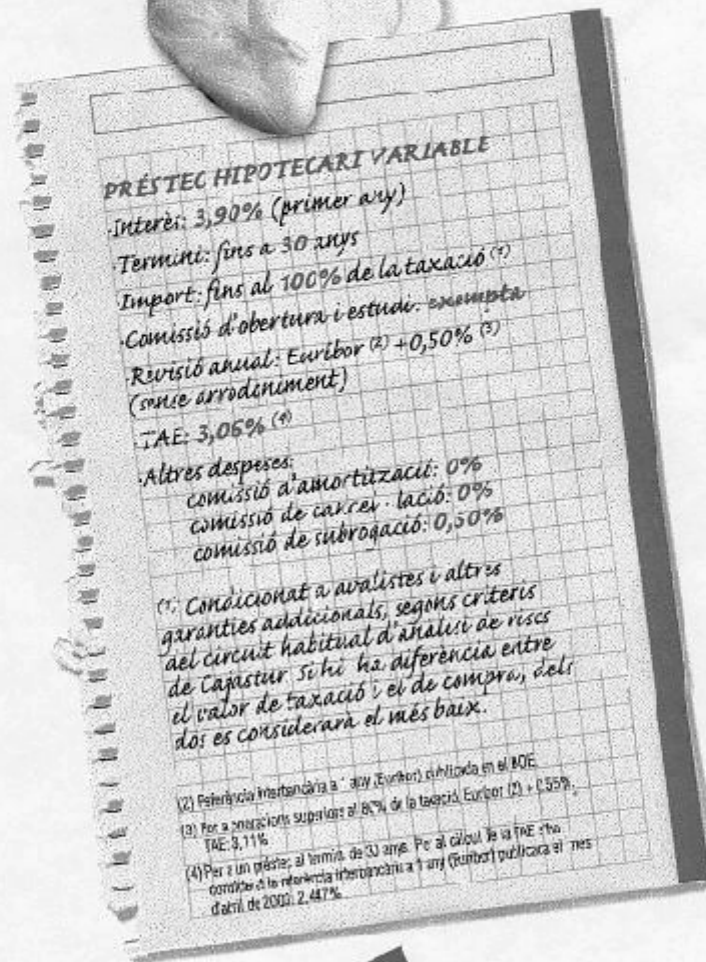 PRÉSTEC HIPOTECARI VARIABLE
·Interès: 3,90% (primer any)
·Termini: fins a 30 anys
Import: fins al 100% de la taxació (1)
·Comissió d'obertura i estudi: exempta
·Revisió anual: Euribor (2) +0,50% (3)
(sense arrodoniment)
·TAE: 3,06% (4)
·Altres despeses:
comissió d'amortització: 0%
comissió de cancel·lació: 0%
comissió de subrogació: 0,50%
(1) Condicionat a avalistes i altres
garanties addicionals, segons criteris
del circuit habitual d'anàlisi de riscs
de Cajastur. Si hi ha diferència entre
el valor de taxació i el de compra, dels
dos es considerarà el més baix.
(2) Referència interbancària a 1 any (Euribor) publicada en el BOE.
(3) Per a operacions superiors al 80% de la taxació, Euribor (2) + 0,55%,
TAE: 3,11%
(4) Per a un préstec al termini de 30 anys. Per al càlcul de la TAE s'ha
considerat la referència interbancària a 1 any (Euribor) publicada el mes
d'abril de 2003: 2,447%